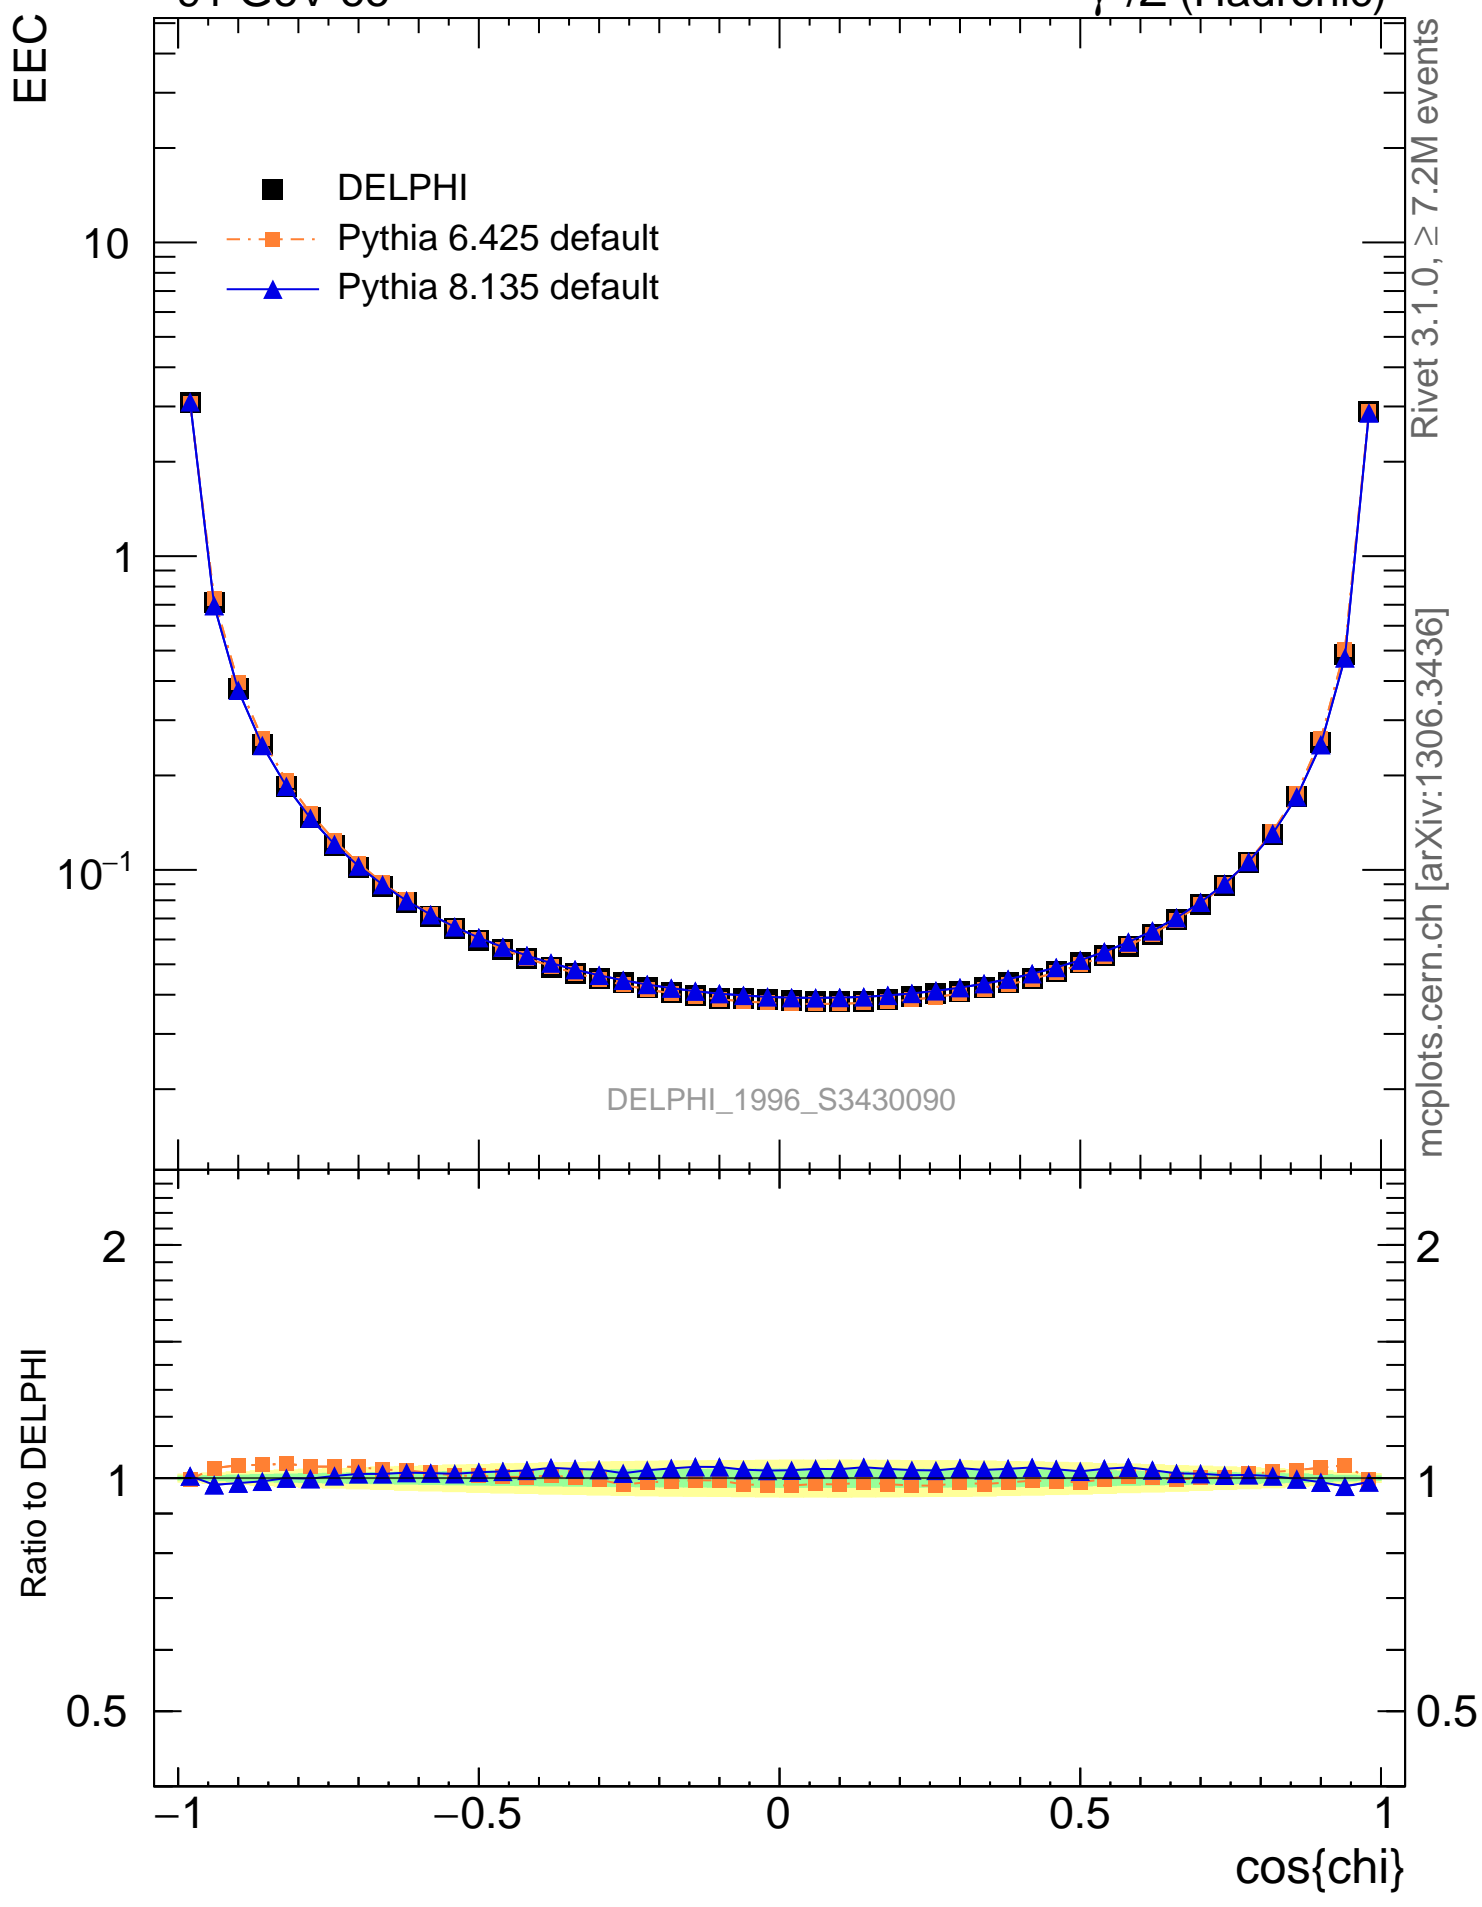 EEC
DELPHI
Pythia 6.425 default
Pythia 8.135 default
10
1
10−1
DELPHI_1996_S3430090
Rivet 3.1.0, ≥ 7.2M events
mcplots.cern.ch [arXiv:1306.3436]
Ratio to DELPHI
2
1
0.5
2
1
0.5
−1
−0.5
0
0.5
1
cos{chi}